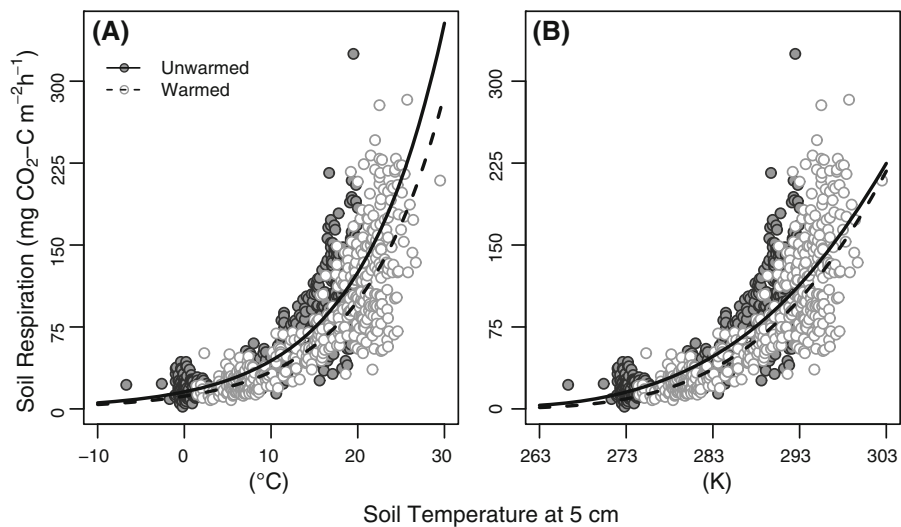 (A)
(B)
Unwarmed
Warmed
Soil Respiration (mg CO₂–C m⁻²h⁻¹)
300
225
150
75
0
300
225
150
75
0
−10 0 10 20 30
263 273 283 293 303
(°C)
(K)
Soil Temperature at 5 cm